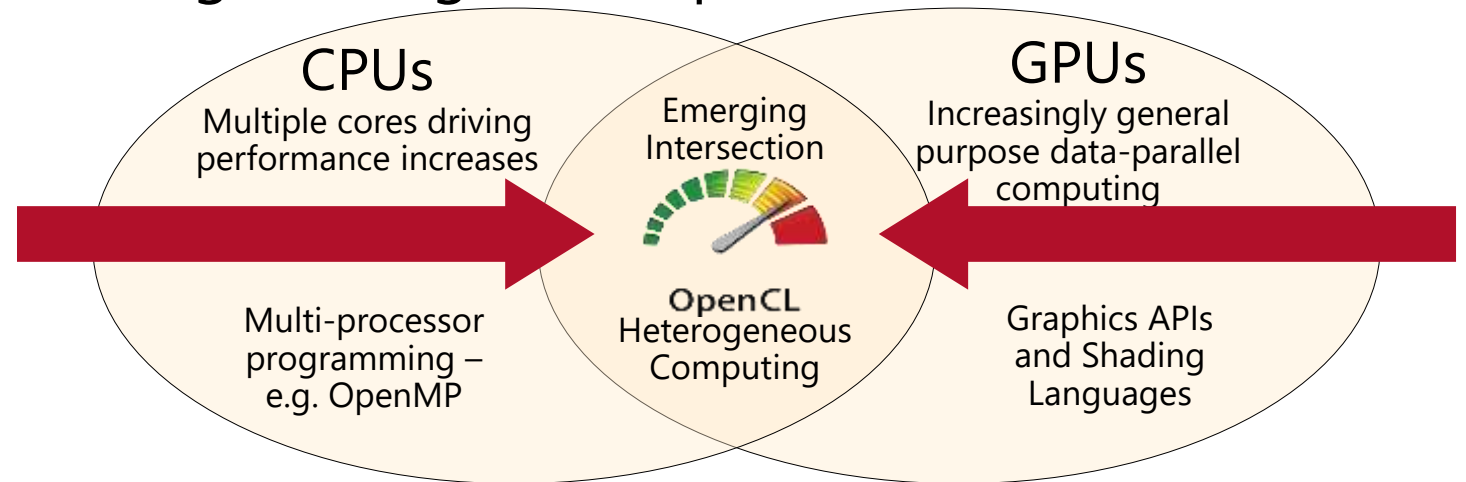 CPUs
Multiple cores driving
performance increases
Multi-processor
programming –
e.g. OpenMP
Emerging
Intersection
OpenCL
Heterogeneous
Computing
GPUs
Increasingly general
purpose data-parallel
computing
Graphics APIs
and Shading
Languages